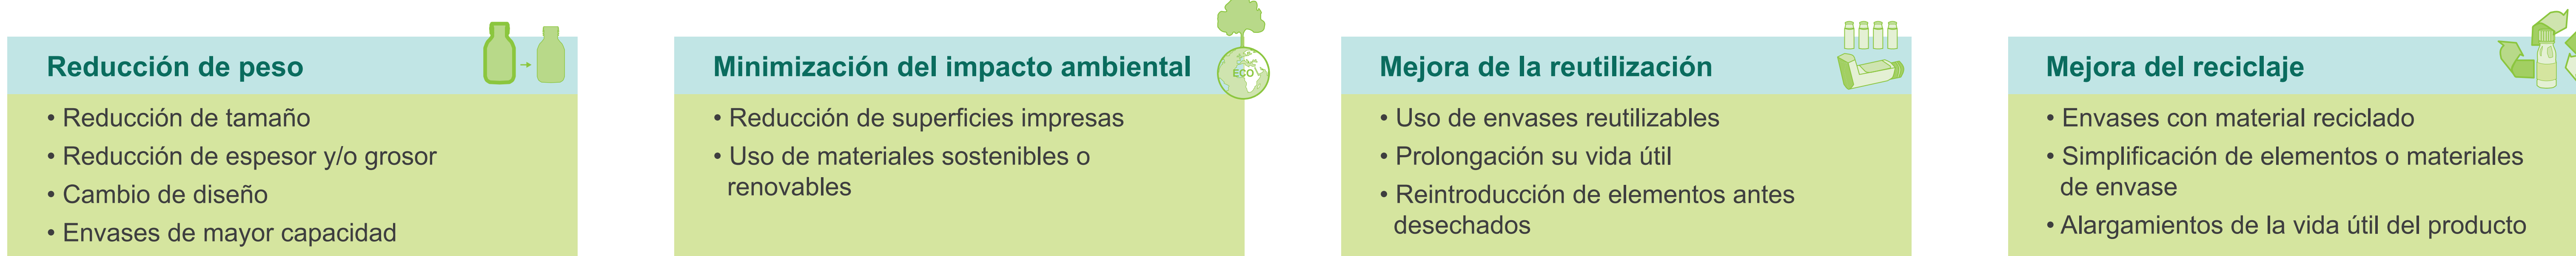 Reducción de peso
• Reducción de tamaño
• Reducción de espesor y/o grosor
• Cambio de diseño
• Envases de mayor capacidad
Minimización del impacto ambiental
ECO
• Reducción de superficies impresas
• Uso de materiales sostenibles o
renovables
Mejora de la reutilización
• Uso de envases reutilizables
• Prolongación su vida útil
• Reintroducción de elementos antes
desechados
Mejora del reciclaje
• Envases con material reciclado
• Simplificación de elementos o materiales
de envase
• Alargamientos de la vida útil del producto